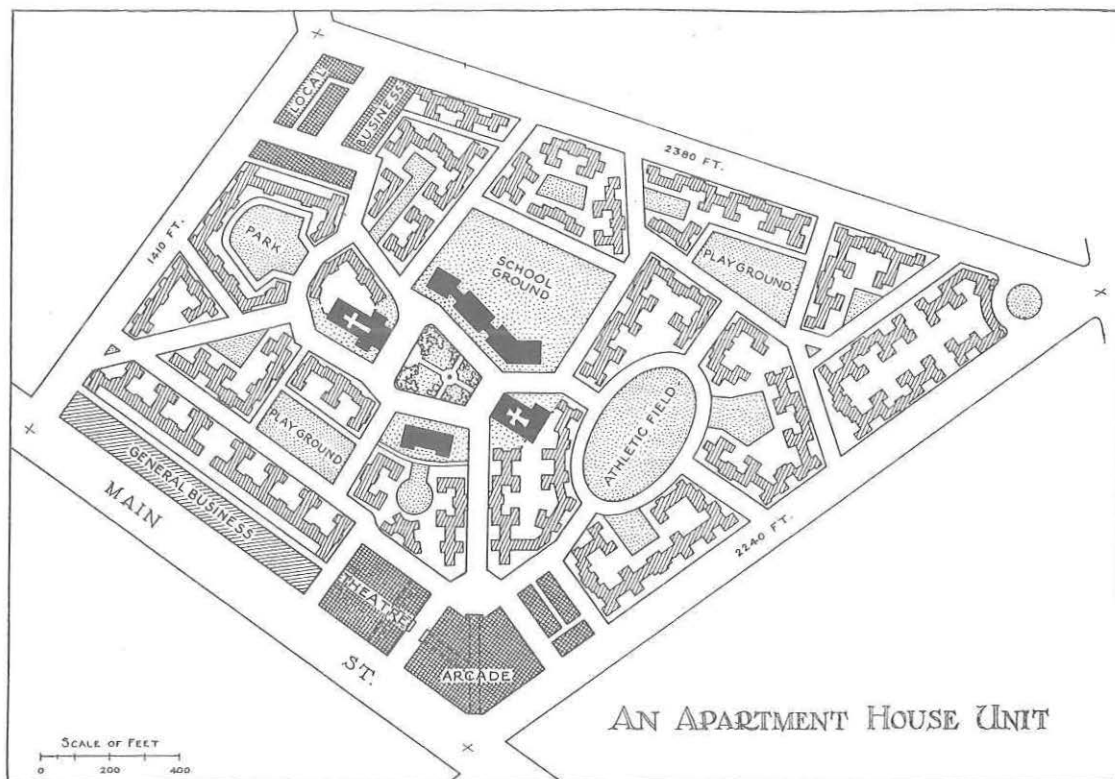 LOCAL
BUSINESS
2380 FT.
1410 FT.
PARK
SCHOOL
GROUND
PLAYGROUND
PLAYGROUND
ATHLETIC FIELD
GENERAL BUSINESS
MAIN
ST.
THEATRE
ARCADE
2240 FT.
AN APARTMENT HOUSE UNIT
SCALE OF FEET
0 200 400